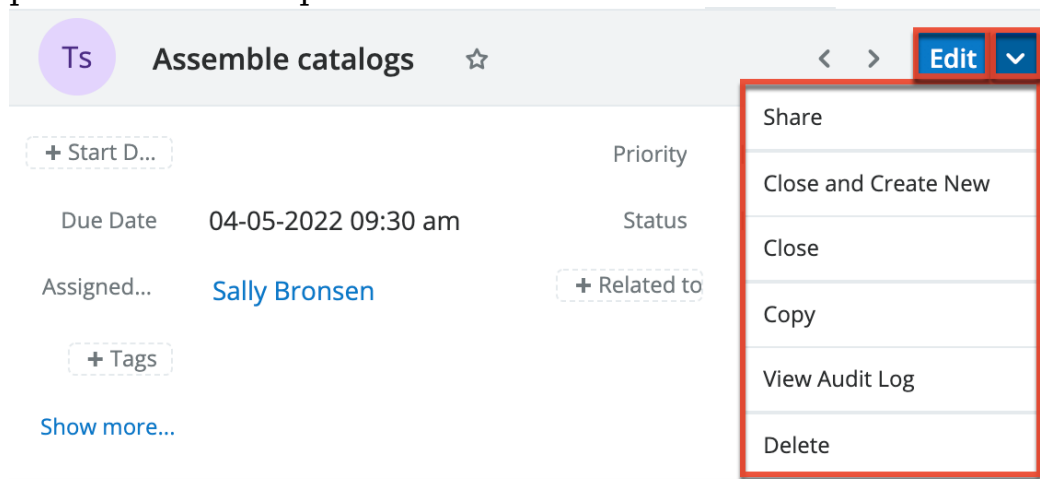 Ts Assemble catalogs Edit
Share
+ Start D... Priority
Close and Create New
Due Date 04-05-2022 09:30 am Status
Close
Assigned... Sally Bronsen + Related to
Copy
+ Tags
View Audit Log
Show more...
Delete